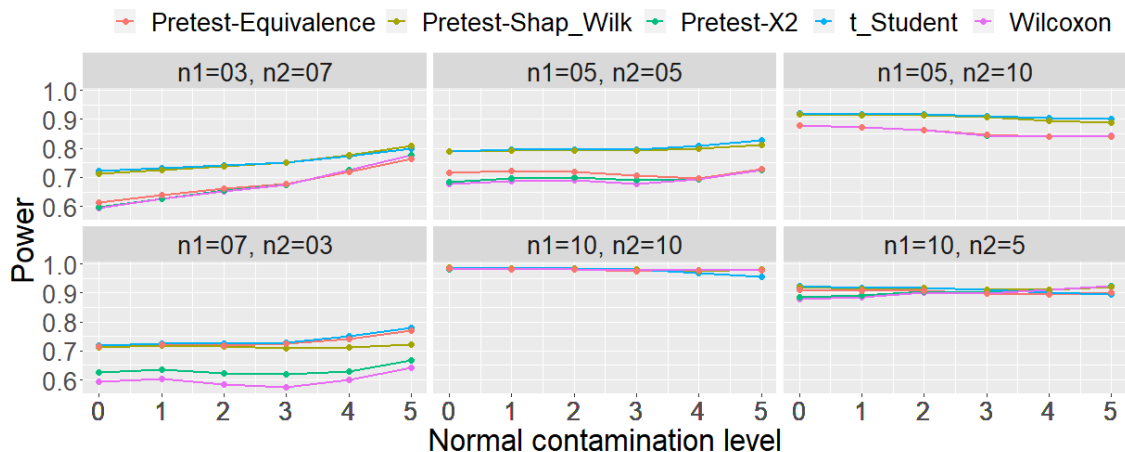 Pretest-Equivalence Pretest-Shap_Wilk Pretest-X2 t_Student Wilcoxon
n1=03, n2=07 n1=05, n2=05 n1=05, n2=10
1.0
0.9
0.8
0.7
0.6
Power
n1=07, n2=03 n1=10, n2=10 n1=10, n2=5
1.0
0.9
0.8
0.7
0.6
0 1 2 3 4 5 0 1 2 3 4 5 0 1 2 3 4 5
Normal contamination level